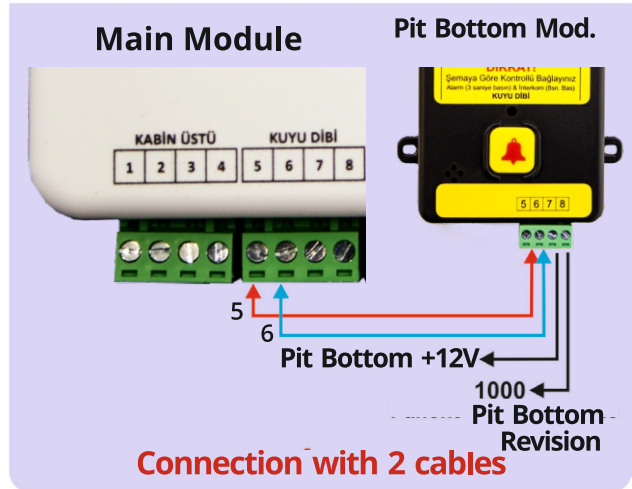 Main Module
Pit Bottom Mod.
DİKKAT!
Şemaya Göre Kontrollü Bağlayınız
Alarm (3 saniye basın) & İnterkom (8sn. Bas)
KUYU DİBİ
KABİN ÜSTÜ
KUYU DİBİ
1 2 3 4 5 6 7 8
5 6 7 8
5
6
Pit Bottom +12V
1000
Pit Bottom
Revision
Connection with 2 cables